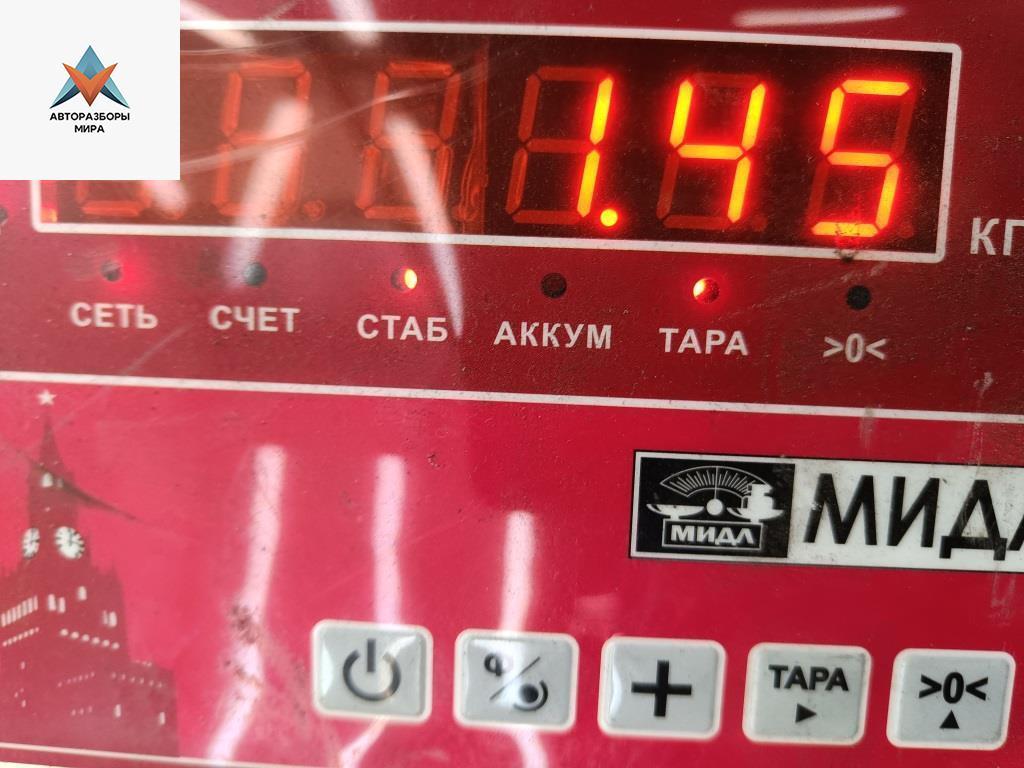 АВТОРАЗБОРЫ
МИРА
1.45
КГ
СЕТЬ СЧЕТ СТАБ АККУМ ТАРА >0<
МИДЛ МИДЛ
ТАРА >0<